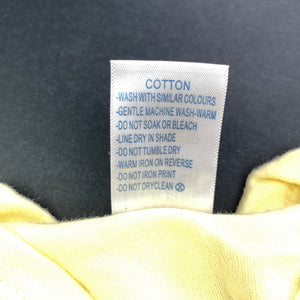 COTTON
-WASH WITH SIMILAR COLOURS
-GENTLE MACHINE WASH-WARM
-DO NOT SOAK OR BLEACH
-LINE DRY IN SHADE
-DO NOT TUMBLE DRY
-WARM IRON ON REVERSE
-DO NOT IRON PRINT
-DO NOT DRYCLEAN